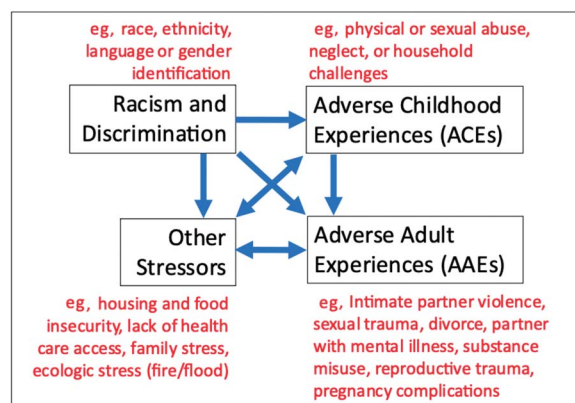 eg, race, ethnicity,
language or gender
identification
eg, physical or sexual abuse,
neglect, or household
challenges
Racism and
Discrimination
Adverse Childhood
Experiences (ACEs)
Other
Stressors
Adverse Adult
Experiences (AAEs)
eg, housing and food
insecurity, lack of health
care access, family stress,
ecologic stress (fire/flood)
eg, Intimate partner violence,
sexual trauma, divorce, partner
with mental illness, substance
misuse, reproductive trauma,
pregnancy complications